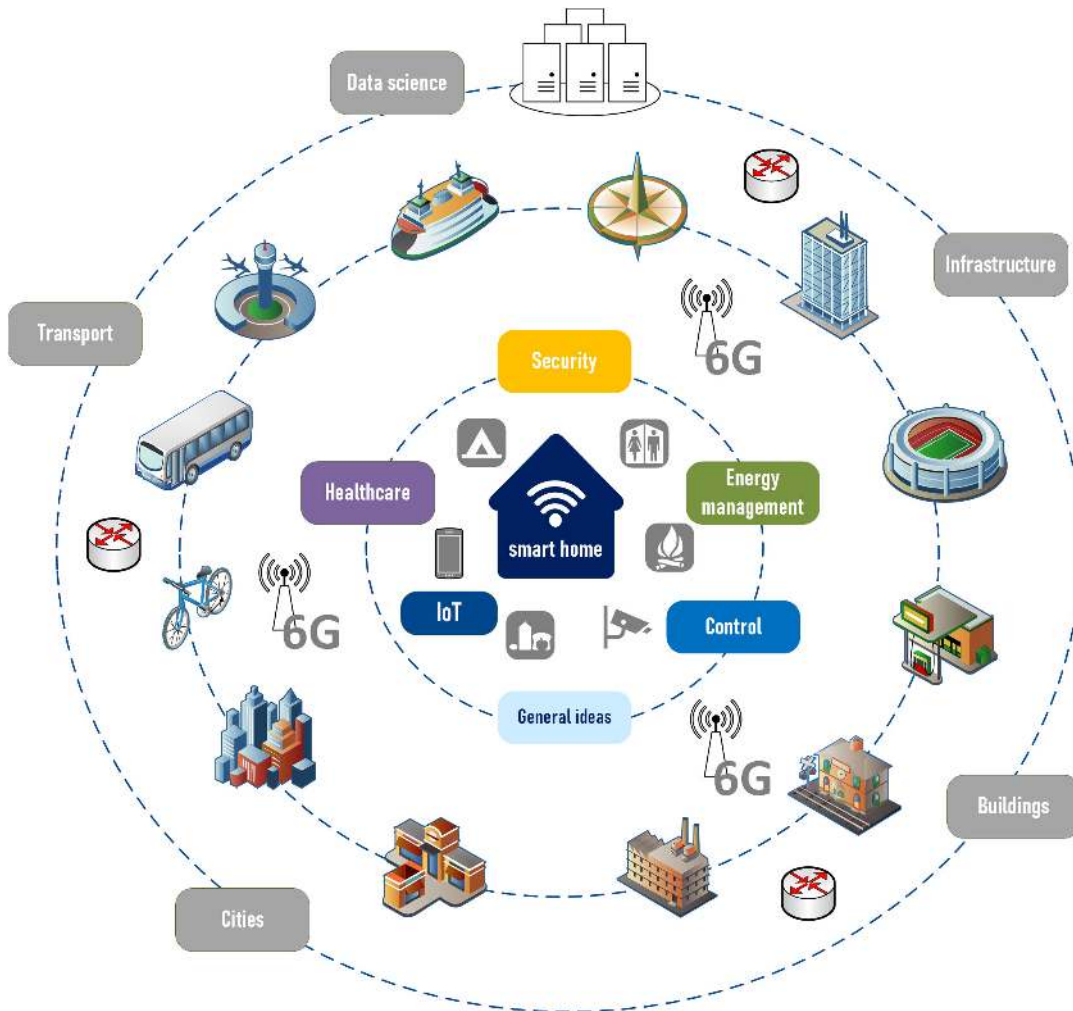 Data science
Infrastructure
Transport
6G
Security
Healthcare
Energy
management
smart home
IoT
Control
6G
General ideas
6G
Buildings
Cities